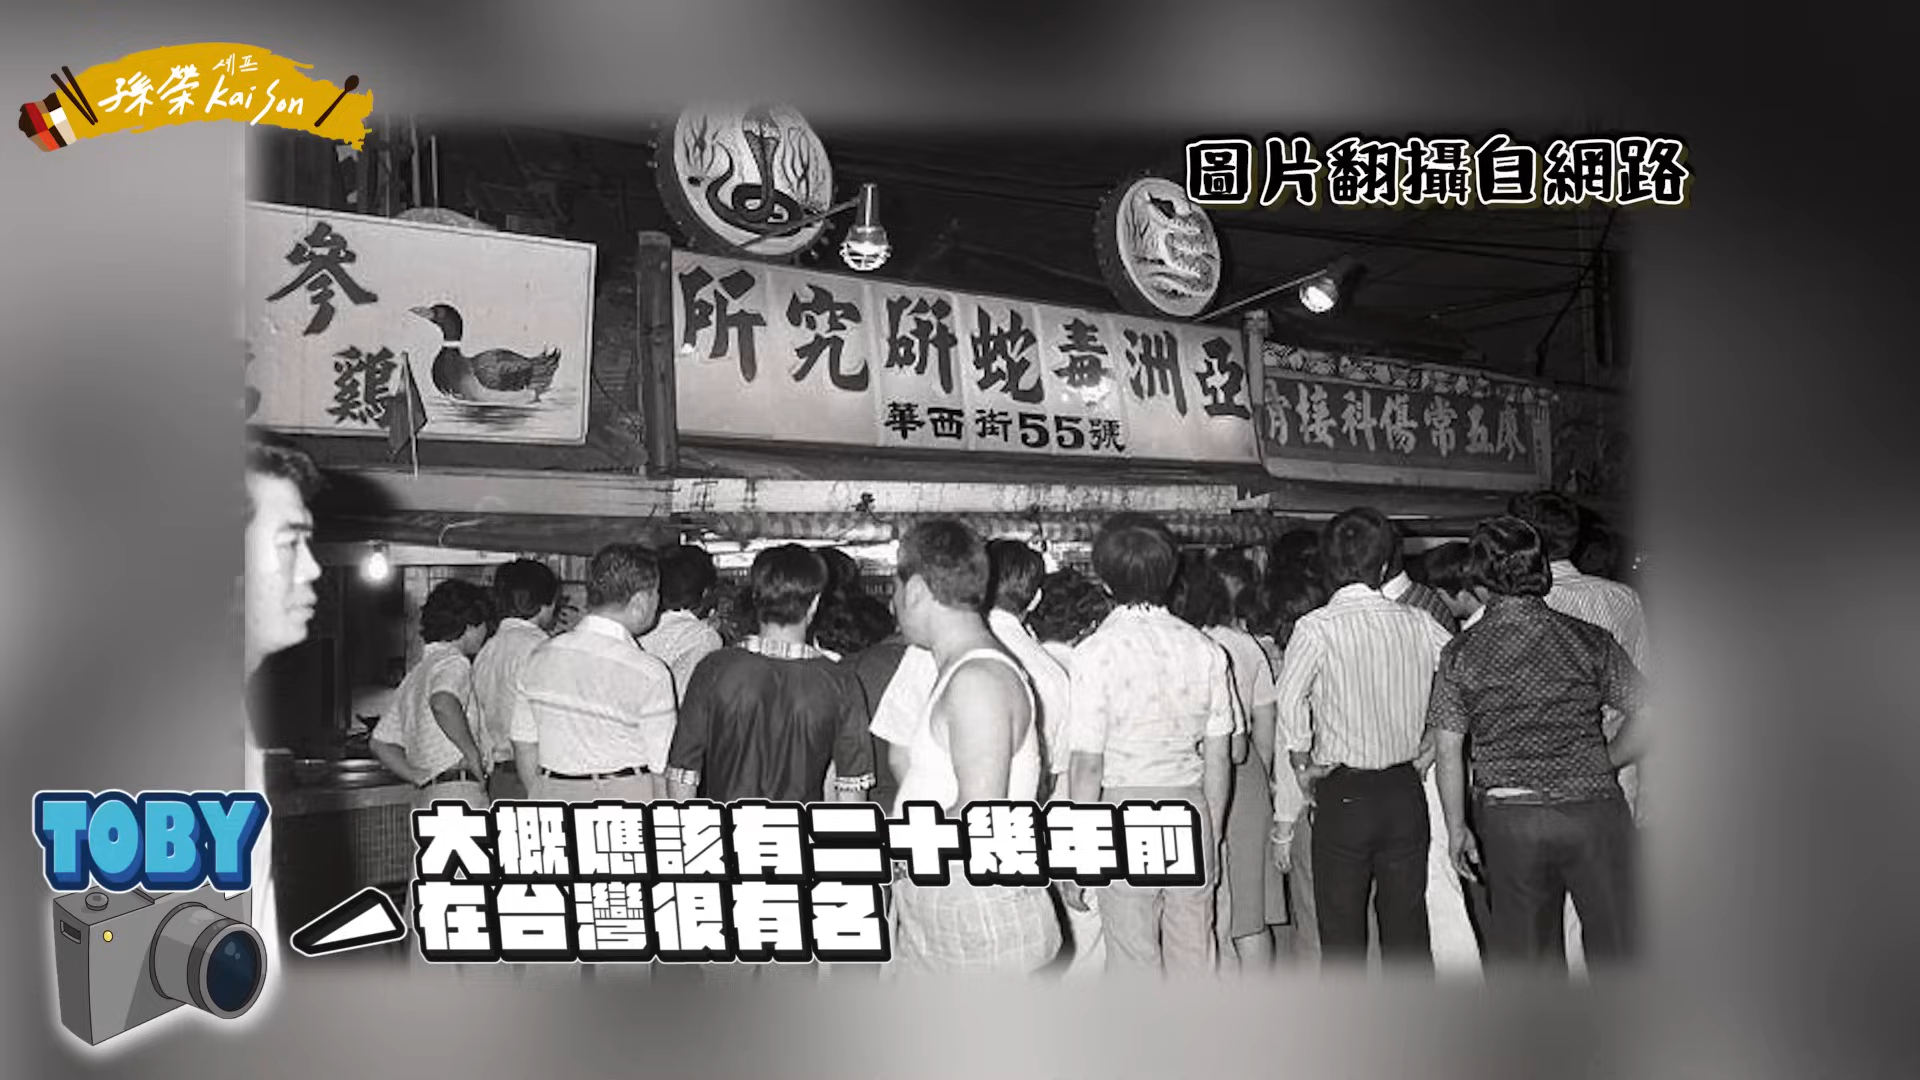 孫榮 셰프 Kai Son
圖片翻攝自網路
參
鷄
所究研蛇毒洲亞
華西街55號
廖五常傷科接骨
TOBY
大概應該有二十幾年前
在台灣很有名